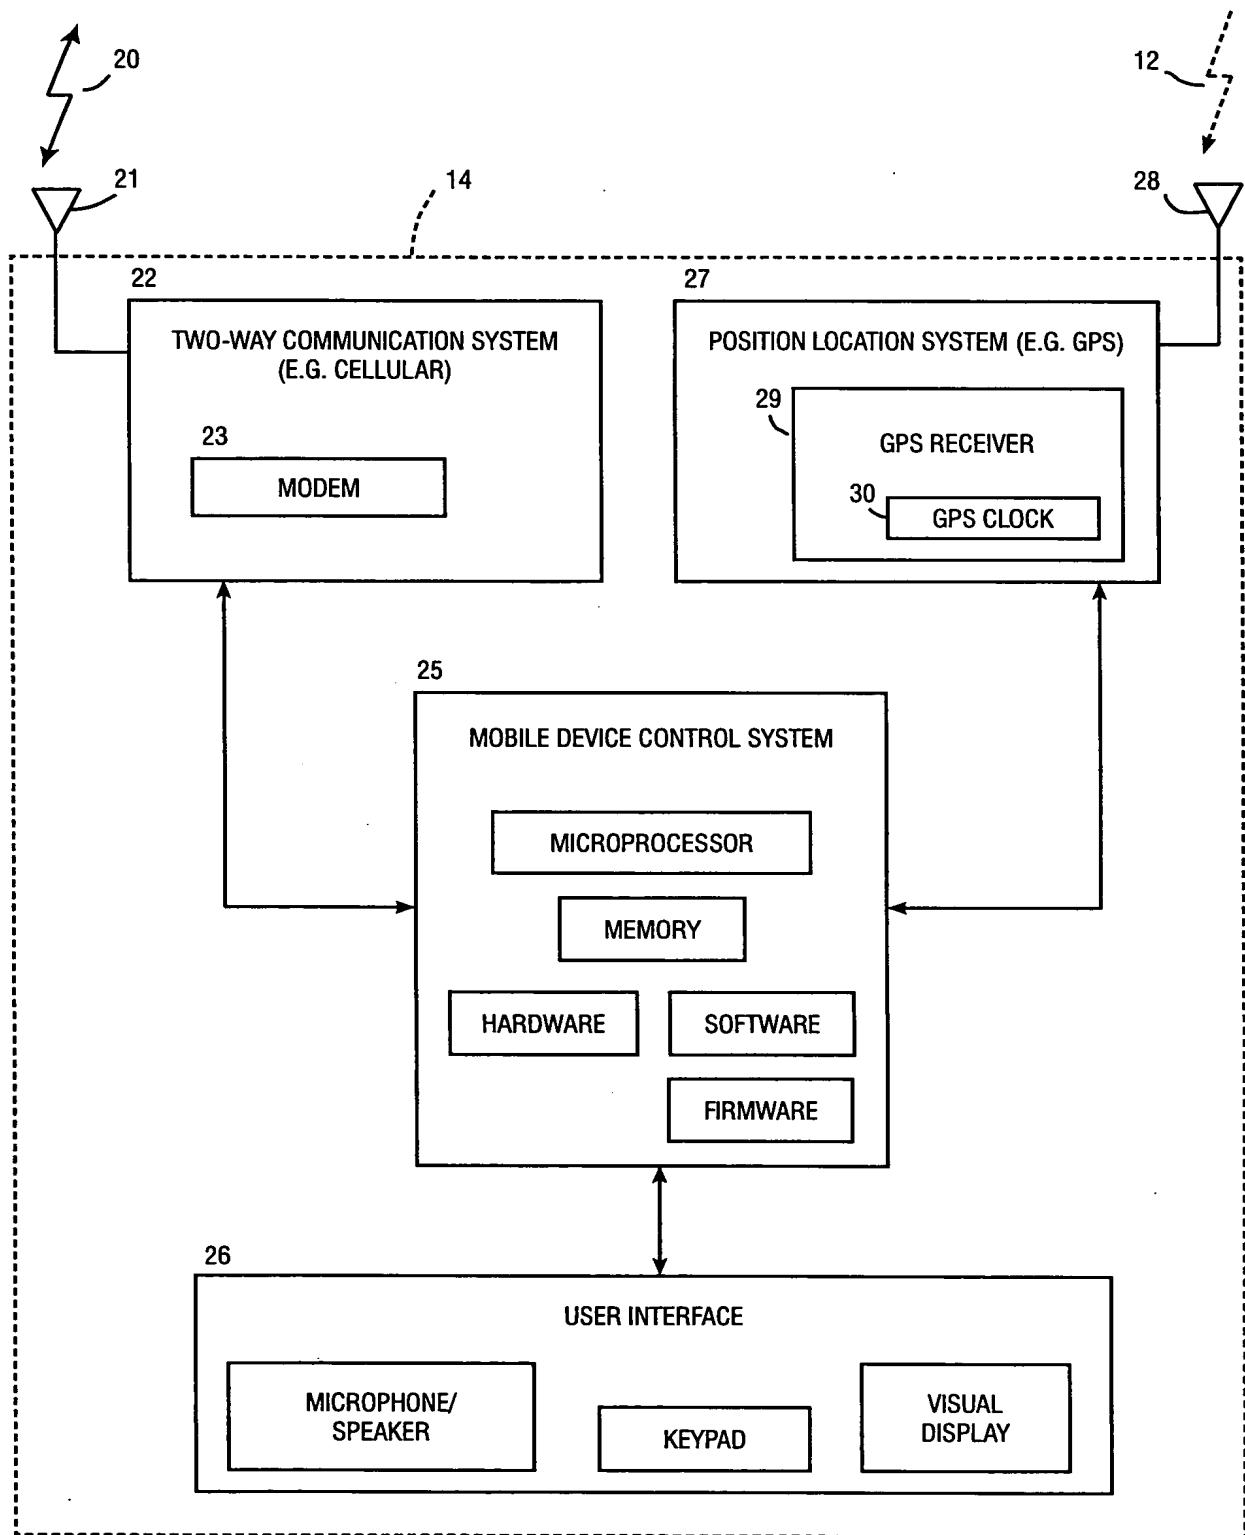 20
12
21
14
28
22
27
TWO-WAY COMMUNICATION SYSTEM
(E.G. CELLULAR)
POSITION LOCATION SYSTEM (E.G. GPS)
23
MODEM
29
GPS RECEIVER
30
GPS CLOCK
25
MOBILE DEVICE CONTROL SYSTEM
MICROPROCESSOR
MEMORY
HARDWARE
SOFTWARE
FIRMWARE
26
USER INTERFACE
MICROPHONE/
SPEAKER
KEYPAD
VISUAL
DISPLAY